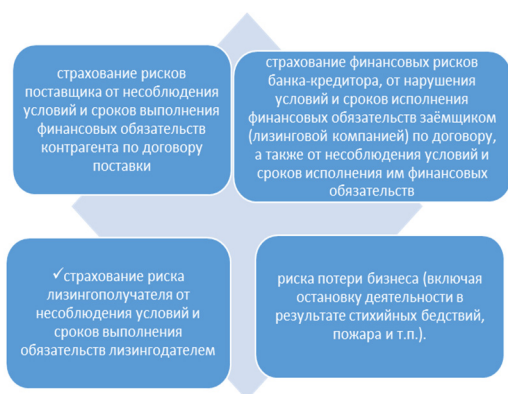 страхование рисков
поставщика от несоблюдения
условий и сроков выполнения
финансовых обязательств
контрагента по договору
поставки
страхование финансовых рисков
банка-кредитора, от нарушения
условий и сроков исполнения
финансовых обязательств заёмщиком
(лизинговой компанией) по договору,
а также от несоблюдения условий и
сроков исполнения им финансовых
обязательств
✓страхование риска
лизингополучателя от
несоблюдения условий и
сроков выполнения
обязательств лизингодателем
риска потери бизнеса (включая
остановку деятельности в
результате стихийных бедствий,
пожара и т.п.).